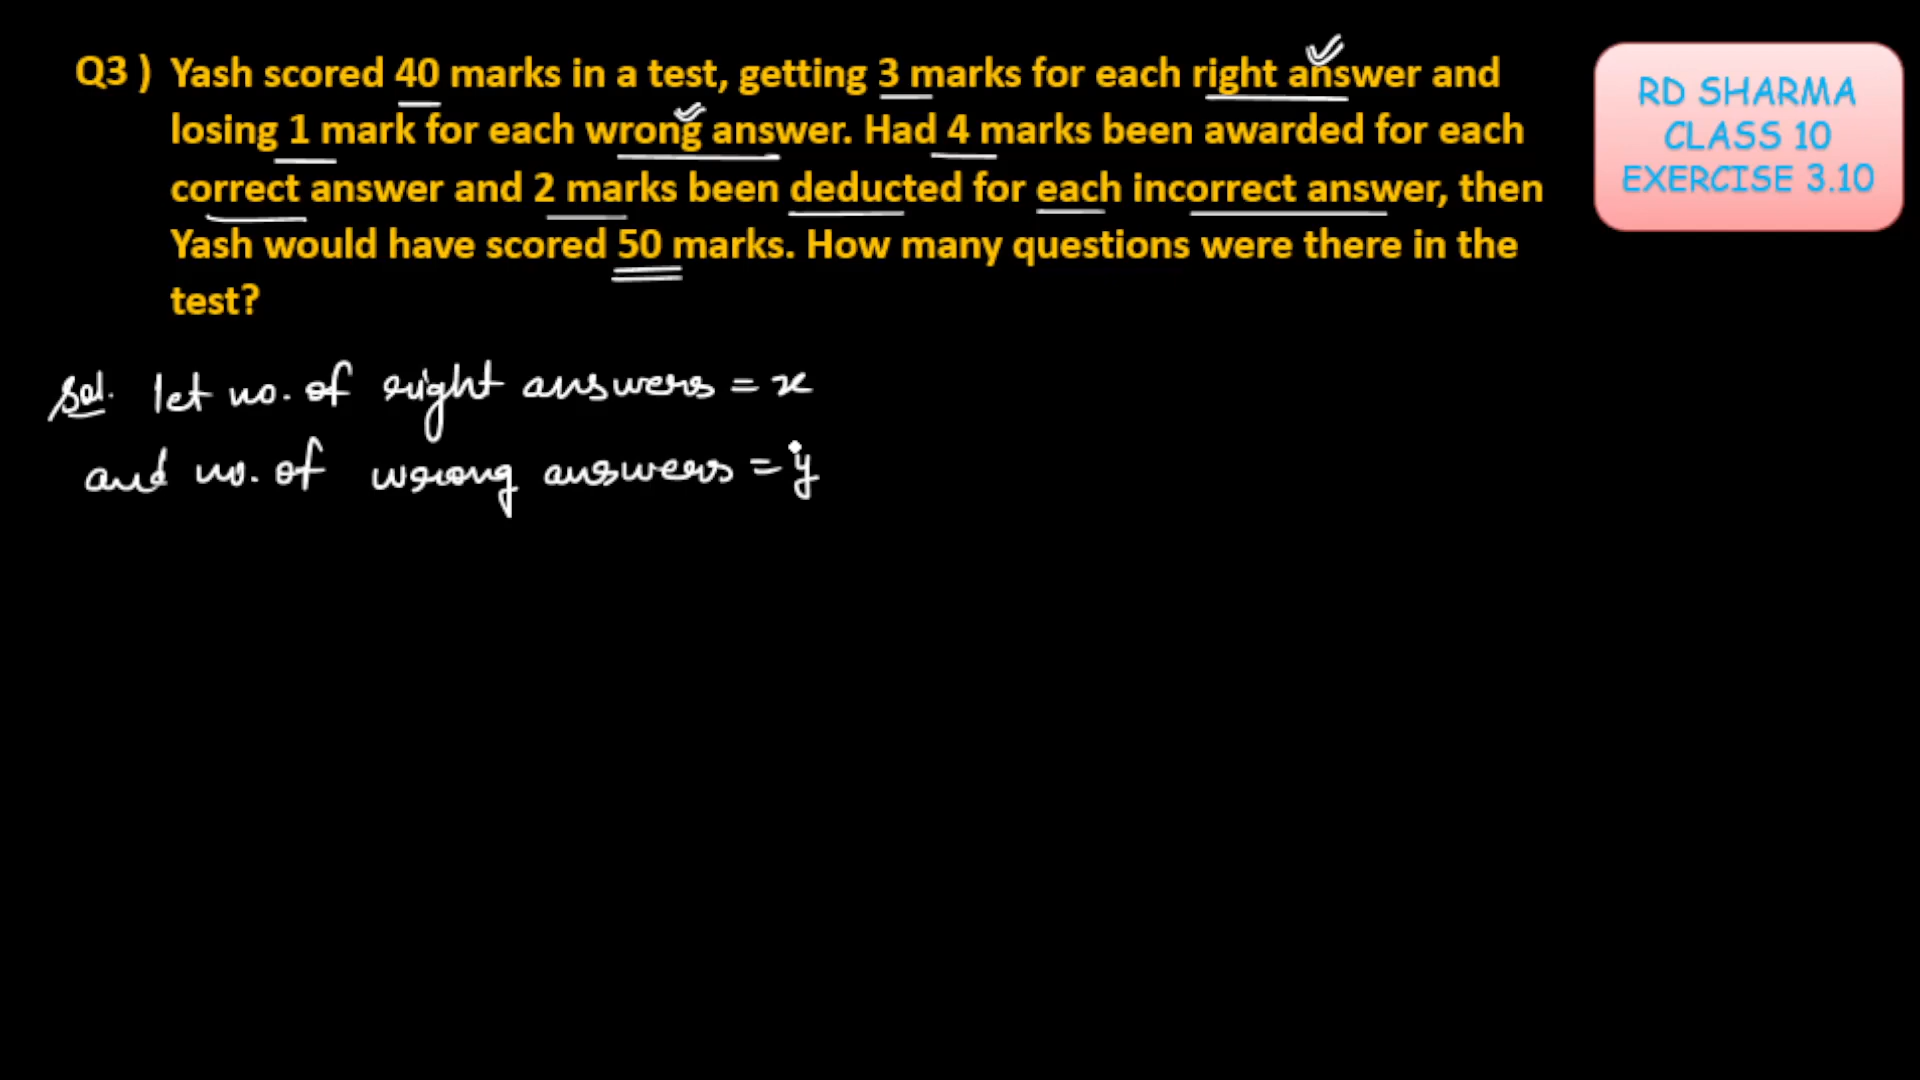 Q3 ) Yash scored 40 marks in a test, getting 3 marks for each right answer and
losing 1 mark for each wrong answer. Had 4 marks been awarded for each
correct answer and 2 marks been deducted for each incorrect answer, then
Yash would have scored 50 marks. How many questions were there in the
test?
RD SHARMA
CLASS 10
EXERCISE 3.10
Sol. let no. of right answers = x
and no. of wrong answers = y